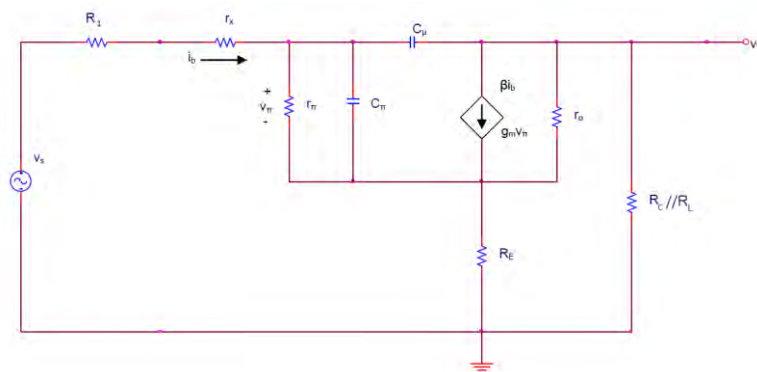 R1
rx
Cμ
v
ib
βib
+
vπ
-
rπ
Cπ
gmvπ
ro
vs
RC//RL
RE